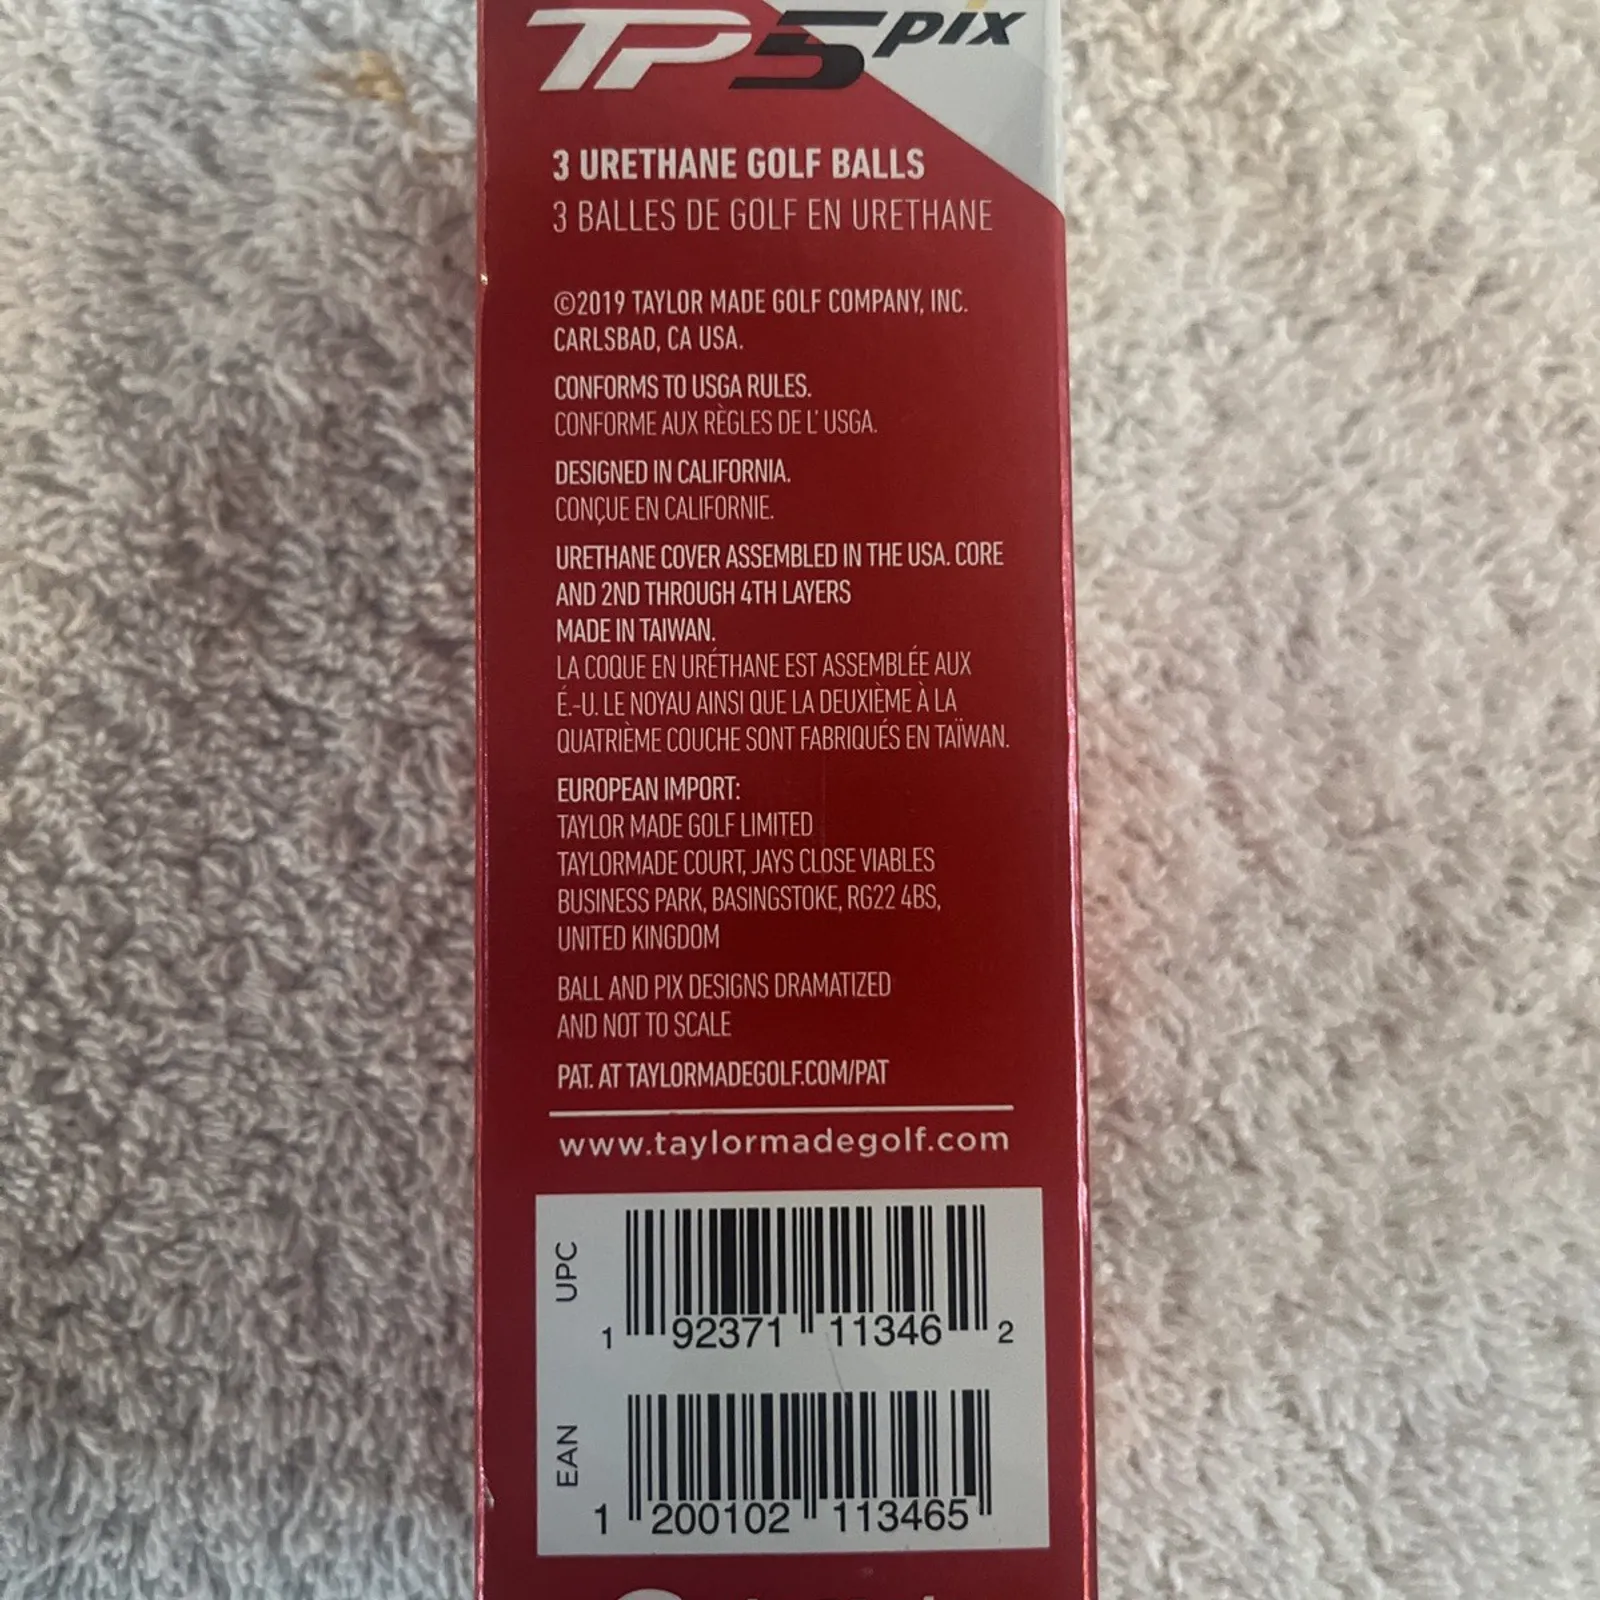 TP5 pix
3 URETHANE GOLF BALLS
3 BALLES DE GOLF EN URETHANE
©2019 TAYLOR MADE GOLF COMPANY, INC.
CARLSBAD, CA USA.
CONFORMS TO USGA RULES.
CONFORME AUX RÈGLES DE L' USGA.
DESIGNED IN CALIFORNIA.
CONÇUE EN CALIFORNIE.
URETHANE COVER ASSEMBLED IN THE USA. CORE
AND 2ND THROUGH 4TH LAYERS
MADE IN TAIWAN.
LA COQUE EN URÉTHANE EST ASSEMBLÉE AUX
É.-U. LE NOYAU AINSI QUE LA DEUXIÈME À LA
QUATRIÈME COUCHE SONT FABRIQUÉS EN TAÏWAN.
EUROPEAN IMPORT:
TAYLOR MADE GOLF LIMITED
TAYLORMADE COURT, JAYS CLOSE VIABLES
BUSINESS PARK, BASINGSTOKE, RG22 4BS,
UNITED KINGDOM
BALL AND PIX DESIGNS DRAMATIZED
AND NOT TO SCALE
PAT. AT TAYLORMADEGOLF.COM/PAT
www.taylormadegolf.com
UPC
1 92371 11346 2
EAN
1 200102 113465